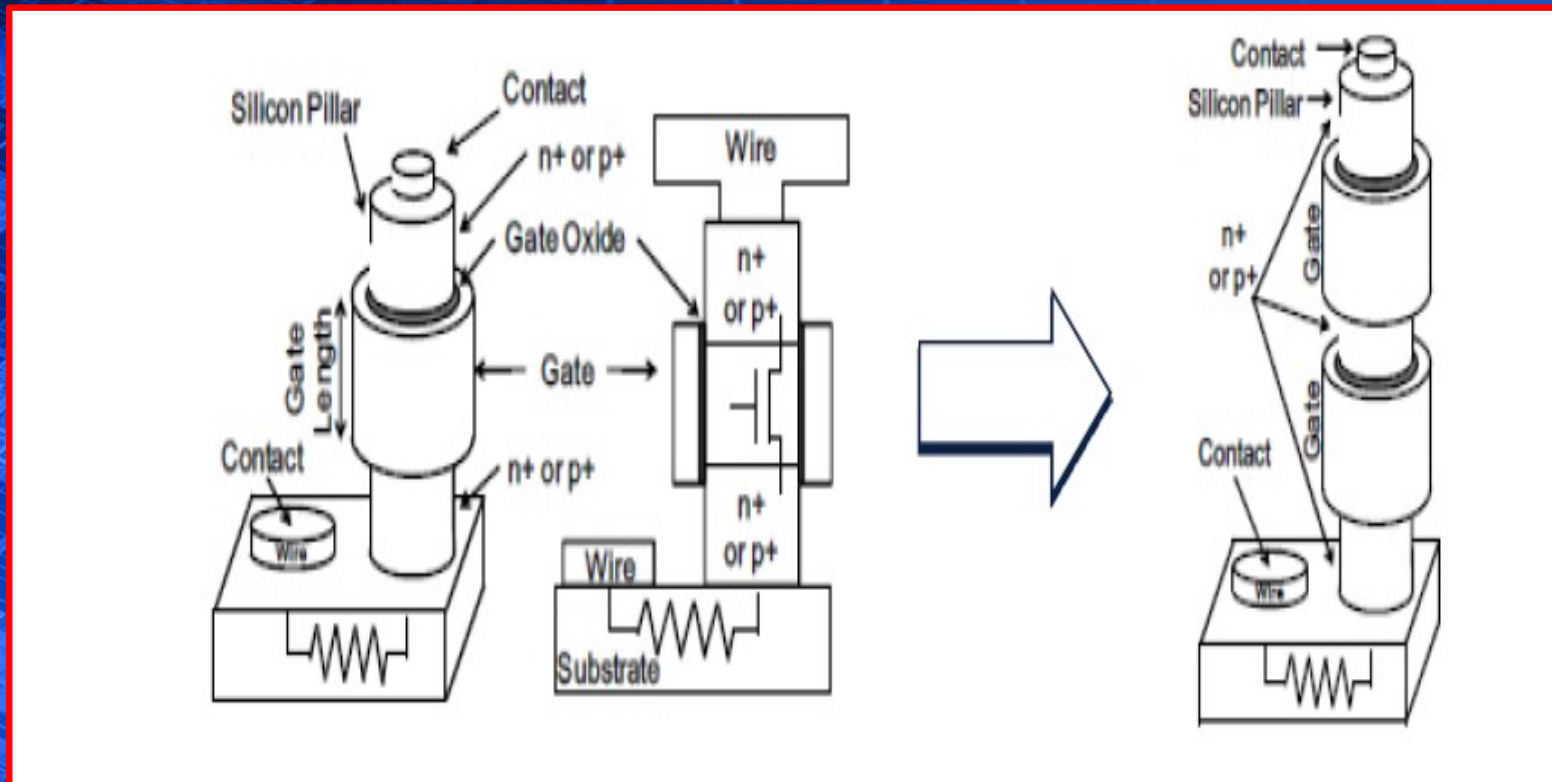 Silicon Pillar
Contact
n+ or p+
Gate Oxide
Gate
Length
Gate
Contact
n+ or p+
Wire
Wire
n+
or p+
n+
or p+
Wire
Substrate
Contact
Silicon Pillar
n+
or p+
Gate
Gate
Contact
Wire